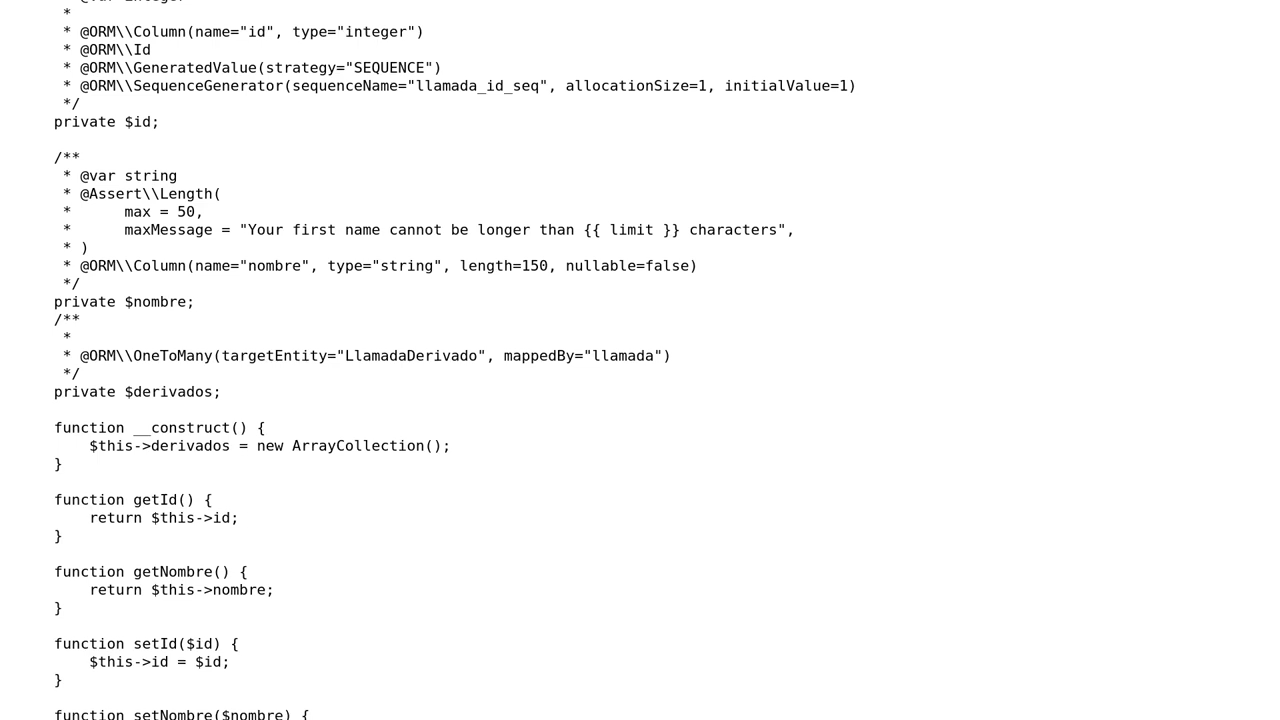 * @var integer
*
* @ORM\\Column(name="id", type="integer")
* @ORM\\Id
* @ORM\\GeneratedValue(strategy="SEQUENCE")
* @ORM\\SequenceGenerator(sequenceName="llamada_id_seq", allocationSize=1, initialValue=1)
*/
private $id;
/**
* @var string
* @Assert\\Length(
*      max = 50,
*      maxMessage = "Your first name cannot be longer than {{ limit }} characters",
* )
* @ORM\\Column(name="nombre", type="string", length=150, nullable=false)
*/
private $nombre;
/**
*
* @ORM\\OneToMany(targetEntity="LlamadaDerivado", mappedBy="llamada")
*/
private $derivados;
function __construct() {
$this->derivados = new ArrayCollection();
}
function getId() {
return $this->id;
}
function getNombre() {
return $this->nombre;
}
function setId($id) {
$this->id = $id;
}
function setNombre($nombre) {